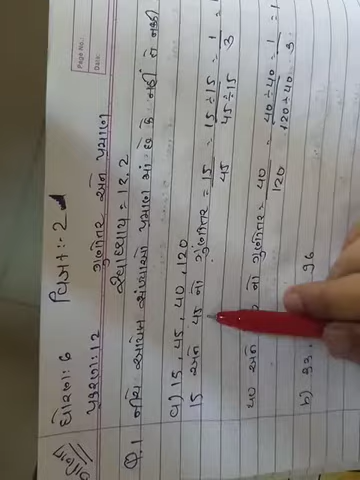 Page No.:
Date:
ધોરણ: 6 વિભાગ:- 2
પ્રકરણ: 12 ગુણોત્તર અને પ્રમાણ
સ્વાધ્યાય = 12.2
Q.1 નીચે આપેલ સંખ્યાઓ પ્રમાણ માં છે કે નહીં તે નક્કી
a) 15, 45, 40, 120
15 અને 45 નો ગુણોત્તર = 15/45 = 15÷15/45÷15 = 1/3
40 અને નો ગુણોત્તર = 40/120 = 40÷40/120÷40 = 1/3
b) 33, 96